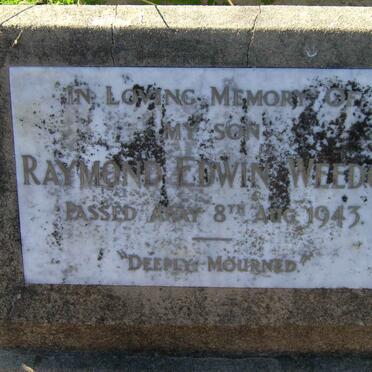 IN LOVING MEMORY OF
MY SON
RAYMOND EDWIN
PASSED AWAY 8TH AUG 1943.
"DEEPLY MOURNED."